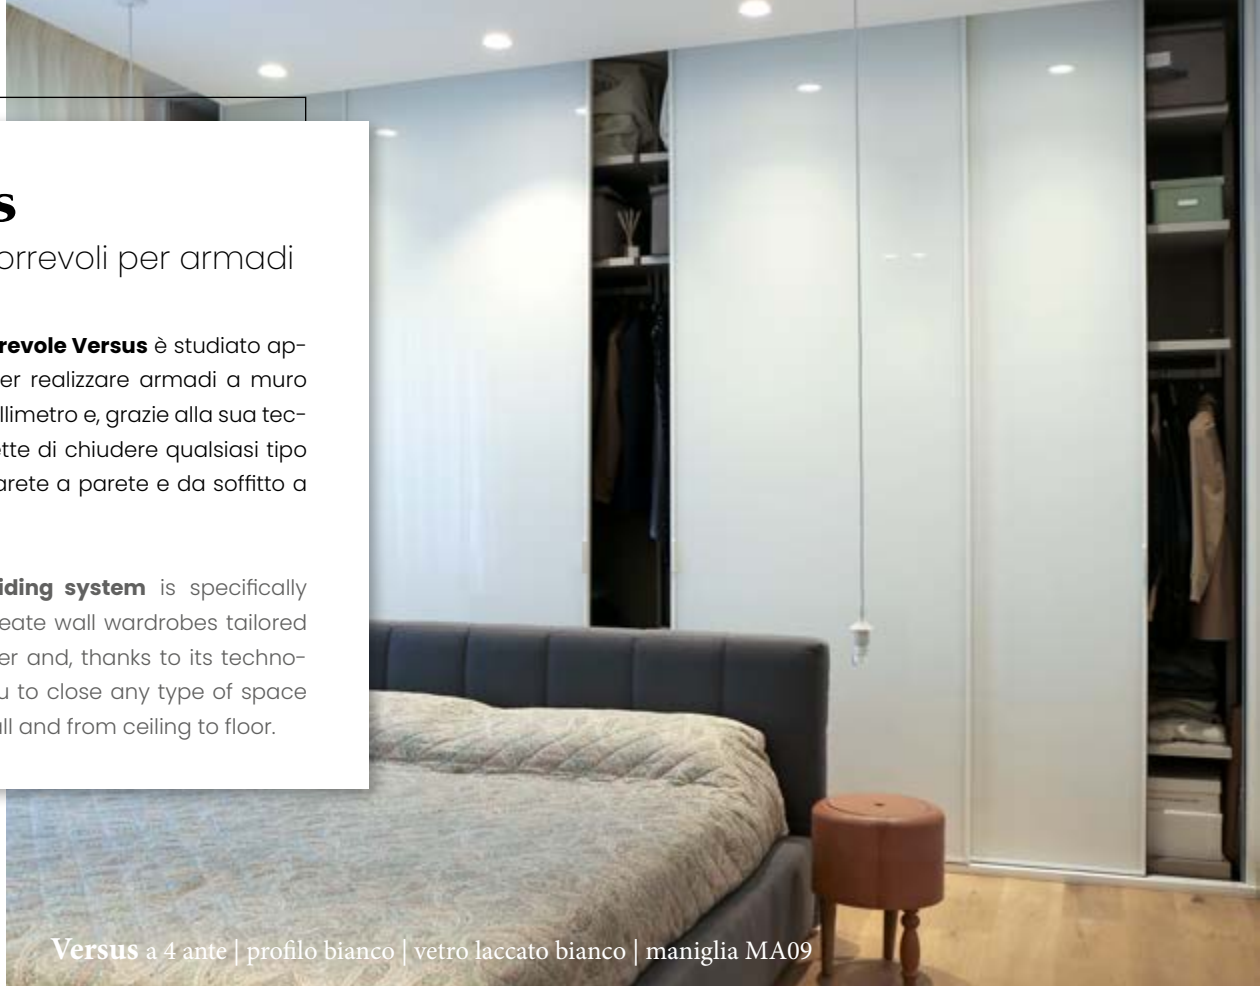 s
orrevoli per armadi
revole Versus è studiato ap-
er realizzare armadi a muro
llimetro e, grazie alla sua tec-
tte di chiudere qualsiasi tipo
arete a parete e da soffitto a
iding system is specifically
eate wall wardrobes tailored
er and, thanks to its techno-
u to close any type of space
all and from ceiling to floor.
Versus a 4 ante | profilo bianco | vetro laccato bianco | maniglia MA09